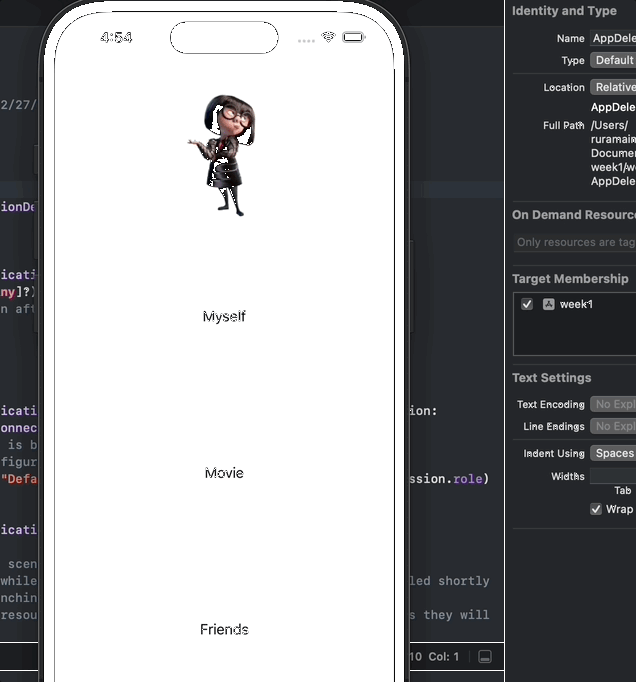 4:54
Myself
Movie
Friends
2/27/
ionDe
icati
ny]?)
n af
icati
ion:
onnec
is b
figur
"Defa
ssion.role)
icati
scen
while
led shortly
nchin
resou
s they will
10 Col: 1
Identity and Type
Name AppDele
Type Default
Location Relative
AppDele
Full Path /Users/
ruramain
Documen
week1/w
AppDele
On Demand Resourc
Only resources are tag
Target Membership
week1
Text Settings
Text Encoding No Expl
Line Endings No Expl
Indent Using Spaces
Widths
Tab
Wrap